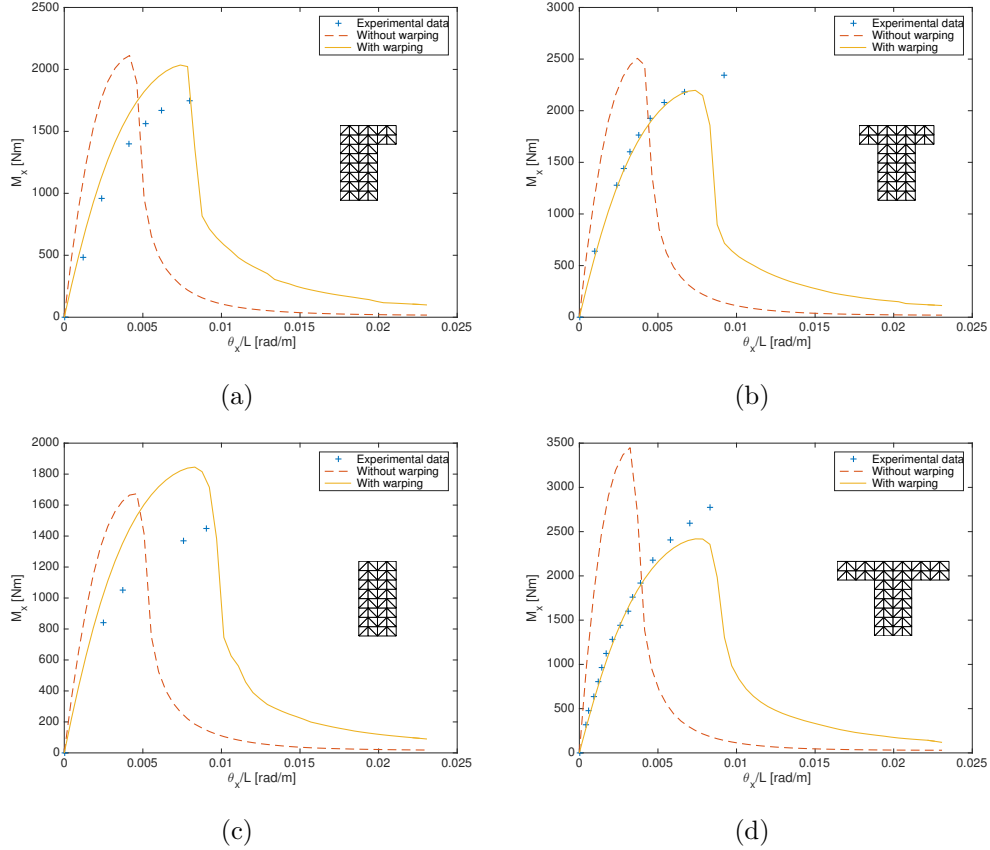 2500
2000
1500
1000
500
0
0
0.005
0.01
0.015
0.02
0.025
M_x [Nm]
θ_x/L [rad/m]
Experimental data
Without warping
With warping
(a)
3000
2500
2000
1500
1000
500
0
0
0.005
0.01
0.015
0.02
0.025
M_x [Nm]
θ_x/L [rad/m]
Experimental data
Without warping
With warping
(b)
2000
1800
1600
1400
1200
1000
800
600
400
200
0
0
0.005
0.01
0.015
0.02
0.025
M_x [Nm]
θ_x/L [rad/m]
Experimental data
Without warping
With warping
(c)
3500
3000
2500
2000
1500
1000
500
0
0
0.005
0.01
0.015
0.02
0.025
M_x [Nm]
θ_x/L [rad/m]
Experimental data
Without warping
With warping
(d)